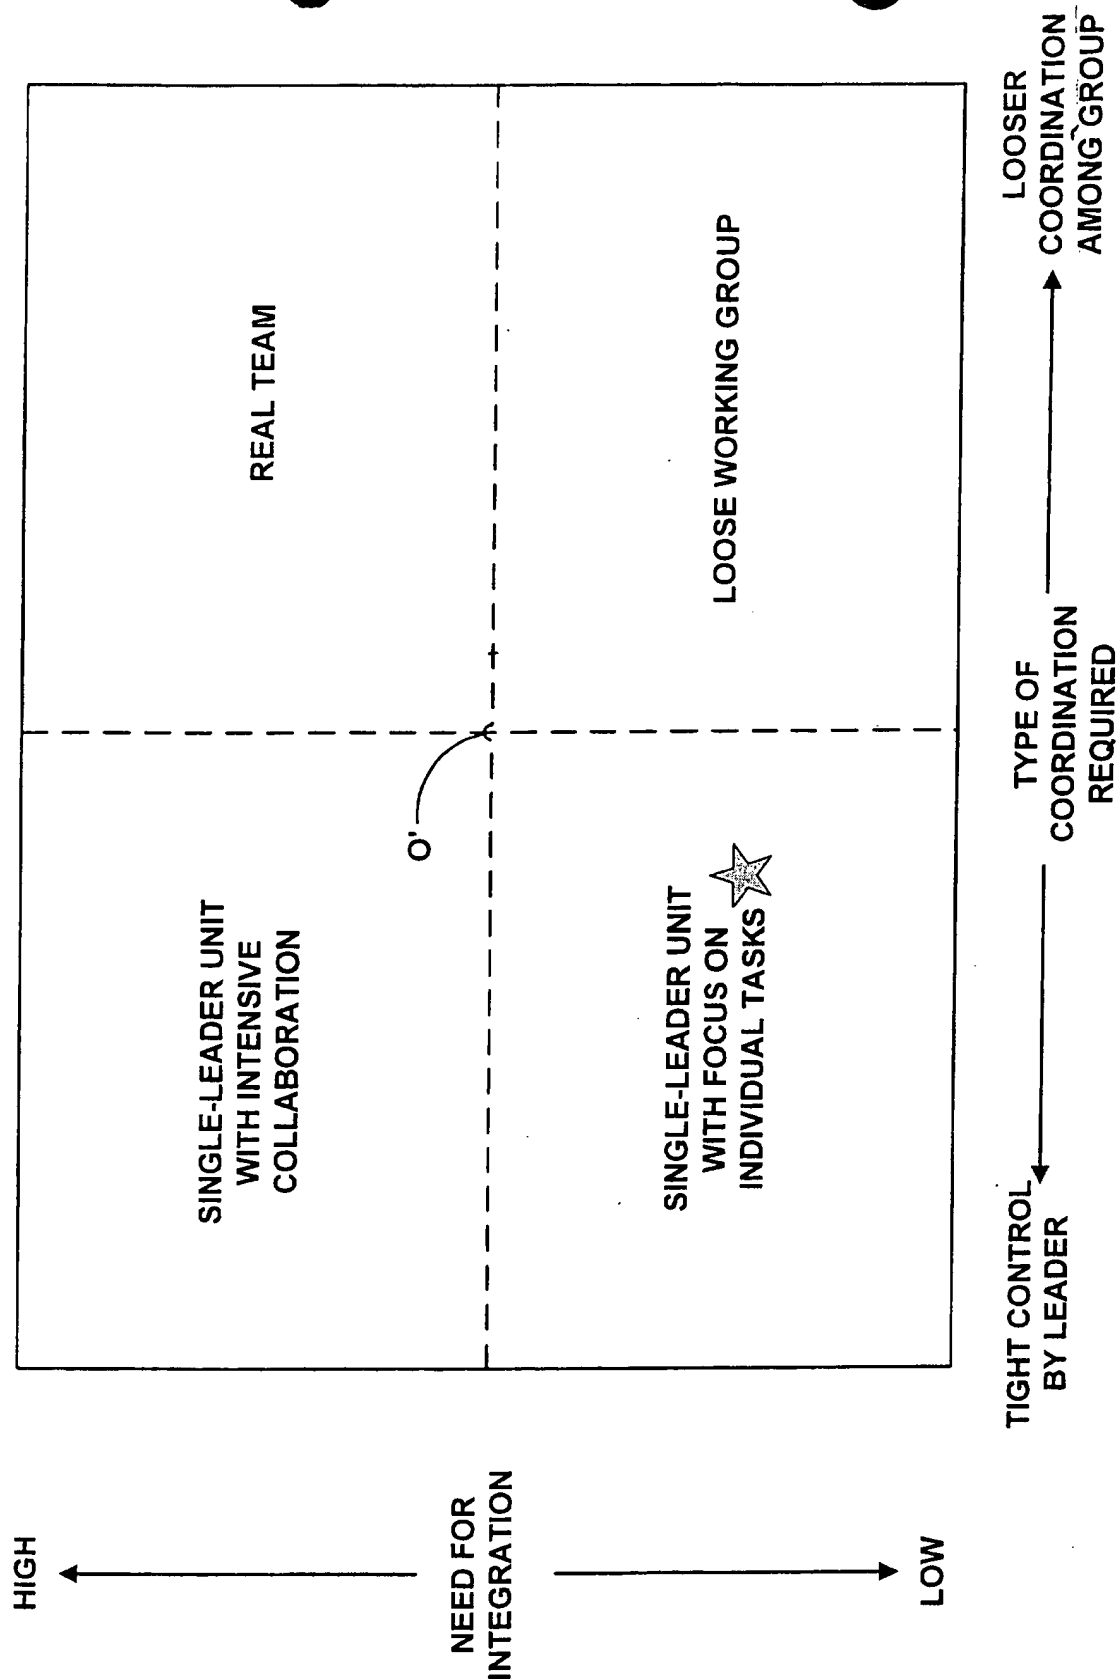 HIGH
NEED FOR
INTEGRATION
LOW
SINGLE-LEADER UNIT
WITH INTENSIVE
COLLABORATION
REAL TEAM
O'
SINGLE-LEADER UNIT
WITH FOCUS ON
INDIVIDUAL TASKS
LOOSE WORKING GROUP
TIGHT CONTROL
BY LEADER
TYPE OF
COORDINATION
REQUIRED
LOOSER
COORDINATION
AMONG GROUP